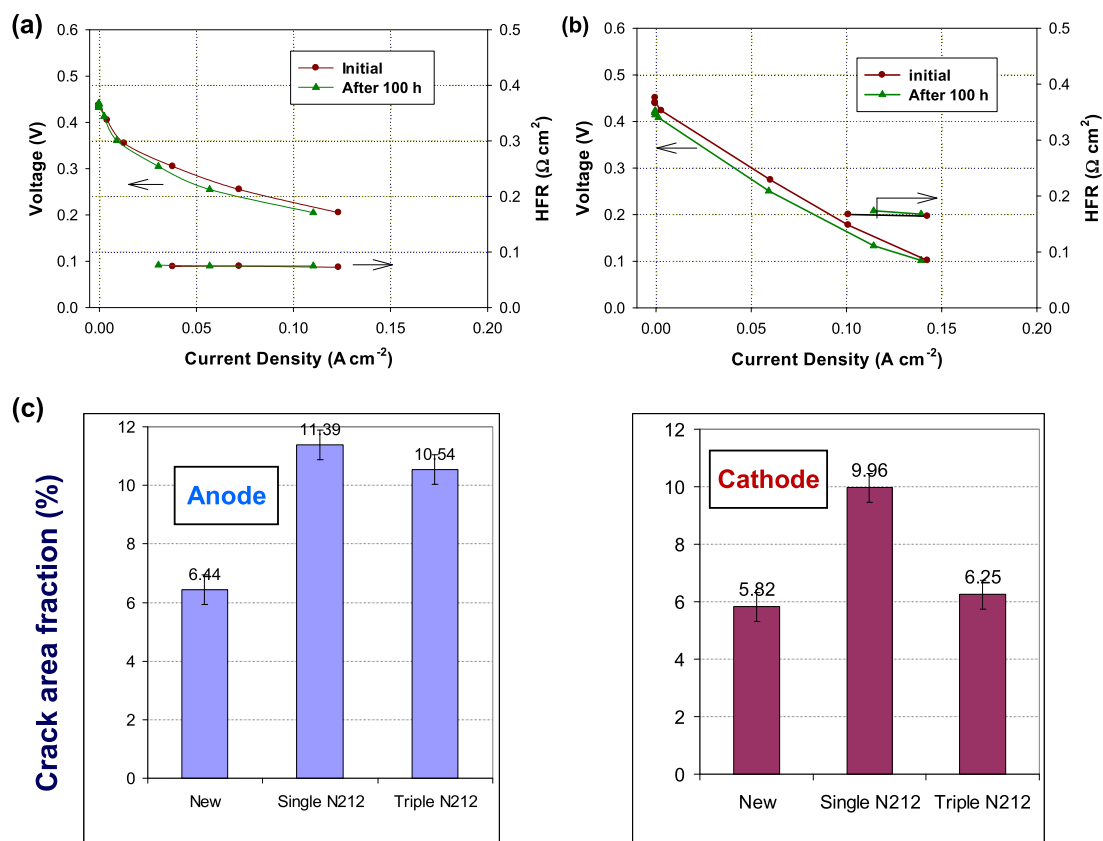 (a)
0.6
0.5
0.4
0.3
0.2
0.1
0.0
Voltage (V)
Initial
After 100 h
0.5
0.4
0.3
0.2
0.1
0.0
HFR (Ω cm²)
0.00 0.05 0.10 0.15 0.20
Current Density (A cm⁻²)
(b)
0.6
0.5
0.4
0.3
0.2
0.1
0.0
Voltage (V)
initial
After 100 h
0.5
0.4
0.3
0.2
0.1
0.0
HFR (Ω cm²)
0.00 0.05 0.10 0.15 0.20
Current Density (A cm⁻²)
(c)
Crack area fraction (%)
12
10
8
6
4
2
0
Anode
6.44
11.39
10.54
New Single N212 Triple N212
12
10
8
6
4
2
0
Cathode
5.82
9.96
6.25
New Single N212 Triple N212